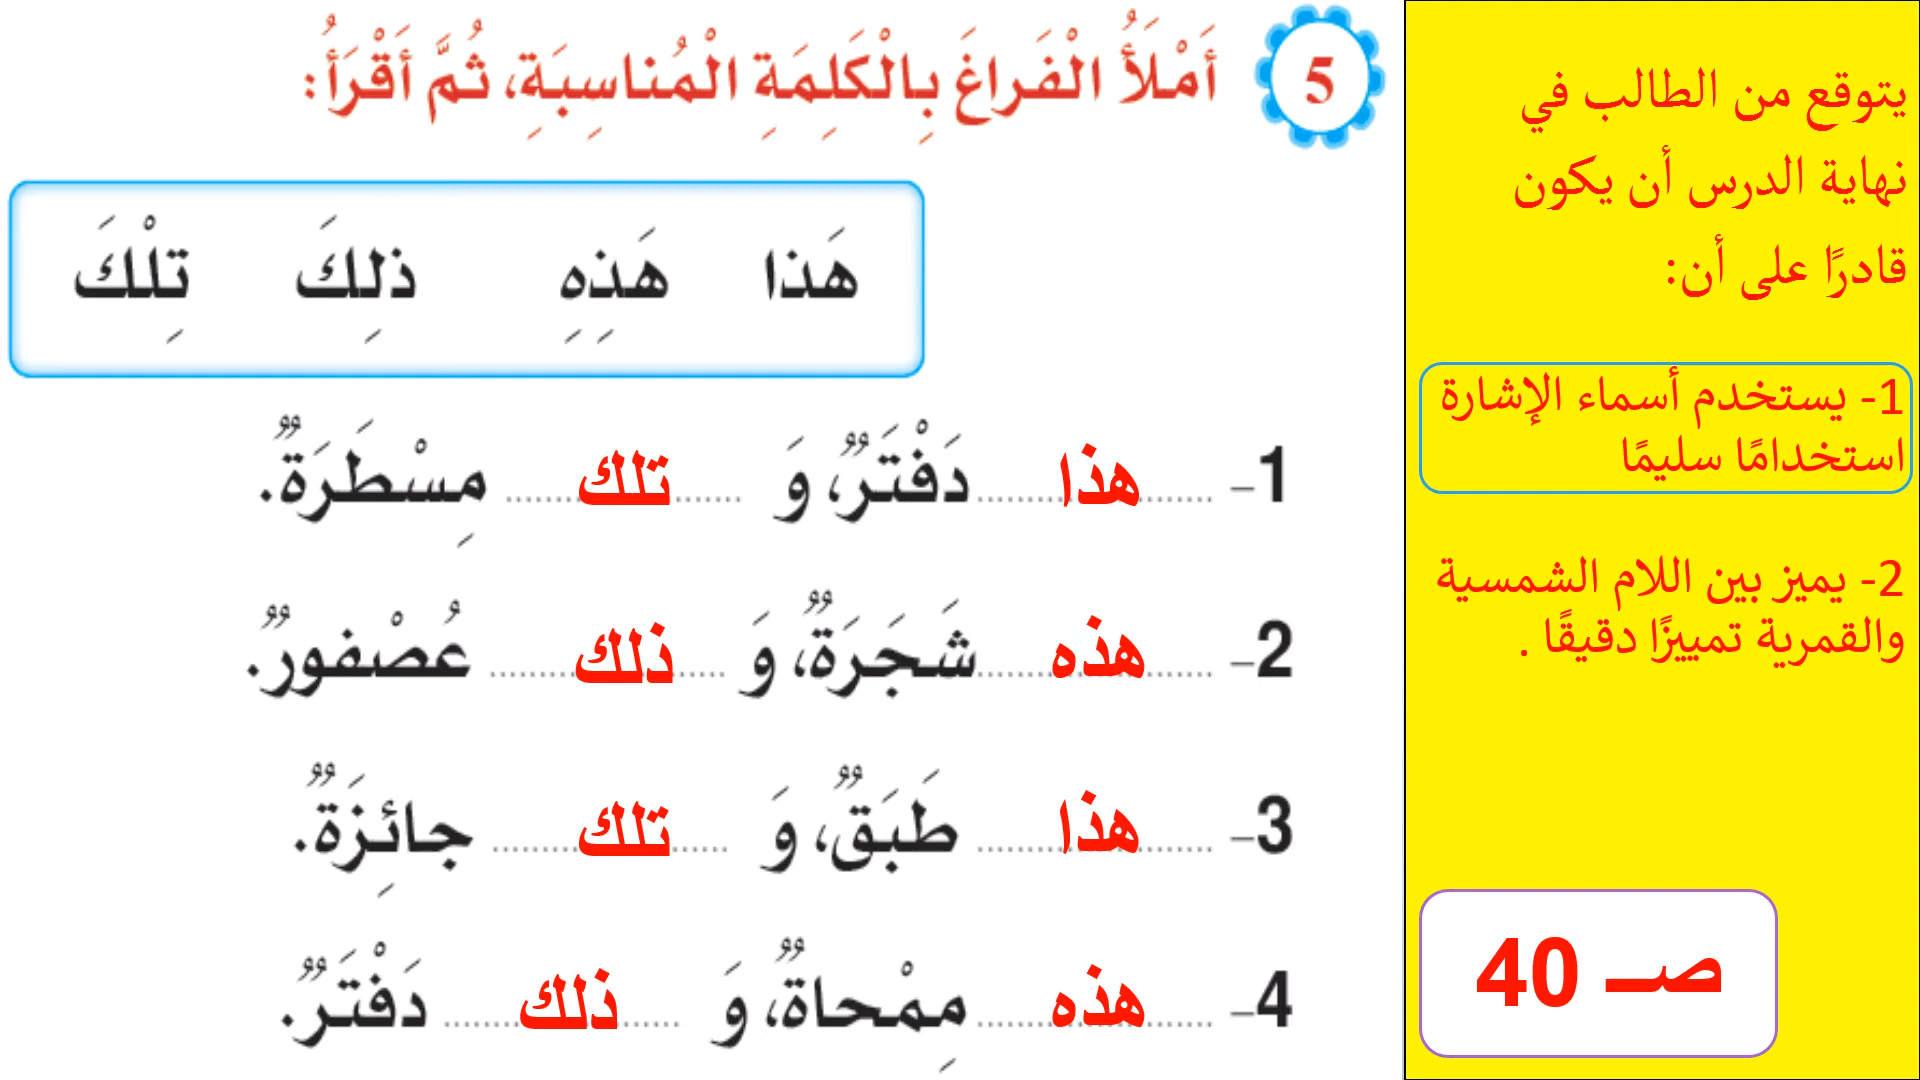 5 أَمْلَأُ الْفَراغَ بِالْكَلِمَةِ الْمُناسِبَةِ، ثُمَّ أَقْرَأُ:
هَذا هَذِهِ ذلِكَ تِلْكَ
1- هذا دَفْتَرٌ، وَ تلك مِسْطَرَةٌ.
2- هذه شَجَرَةٌ، وَ ذلك عُصْفورٌ.
3- هذا طَبَقٌ، وَ تلك جائِزَةٌ.
4- هذه مِمْحاةٌ، وَ ذلك دَفْتَرٌ.
يتوقع من الطالب في
نهاية الدرس أن يكون
قادرًا على أن:
1- يستخدم أسماء الإشارة
استخدامًا سليمًا
2- يميز بين اللام الشمسية
والقمرية تمييزًا دقيقًا .
صـ 40